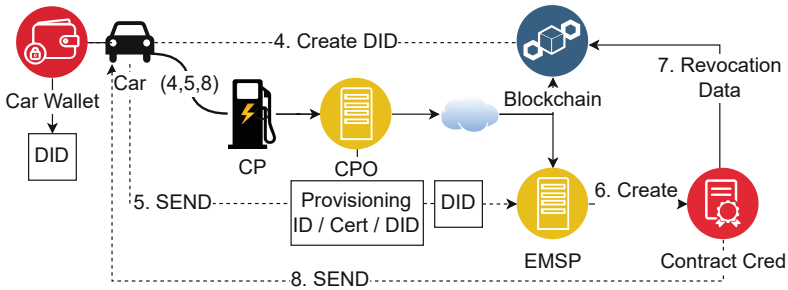 4. Create DID
7. Revocation
Data
Car
(4,5,8)
Car Wallet
Blockchain
DID
CP
CPO
5. SEND
Provisioning
ID / Cert / DID
DID
6. Create
EMSP
Contract Cred
8. SEND